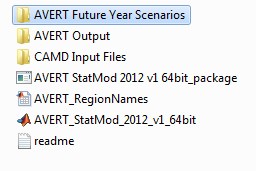 AVERT Future Year Scenarios
AVERT Output
CAMD Input Files
AVERT StatMod 2012 v1 64bit_package
AVERT_RegionNames
AVERT_StatMod_2012_v1_64bit
readme